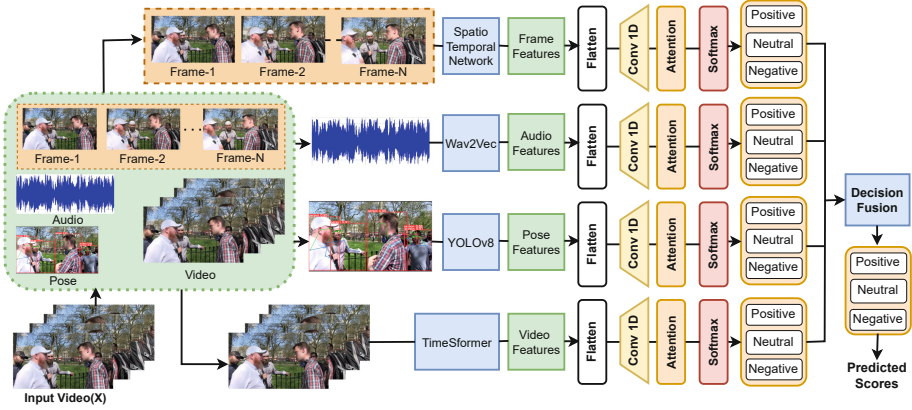 Frame-1
Frame-2
Frame-N
Spatio
Temporal
Network
Frame
Features
Flatten
Conv 1D
Attention
Softmax
Positive
Neutral
Negative
Frame-1
Frame-2
Frame-N
Audio
Pose
Video
Wav2Vec
Audio
Features
Flatten
Conv 1D
Attention
Softmax
Positive
Neutral
Negative
YOLOv8
Pose
Features
Flatten
Conv 1D
Attention
Softmax
Positive
Neutral
Negative
Decision
Fusion
Positive
Neutral
Negative
Predicted
Scores
Input Video(X)
TimeSformer
Video
Features
Flatten
Conv 1D
Attention
Softmax
Positive
Neutral
Negative